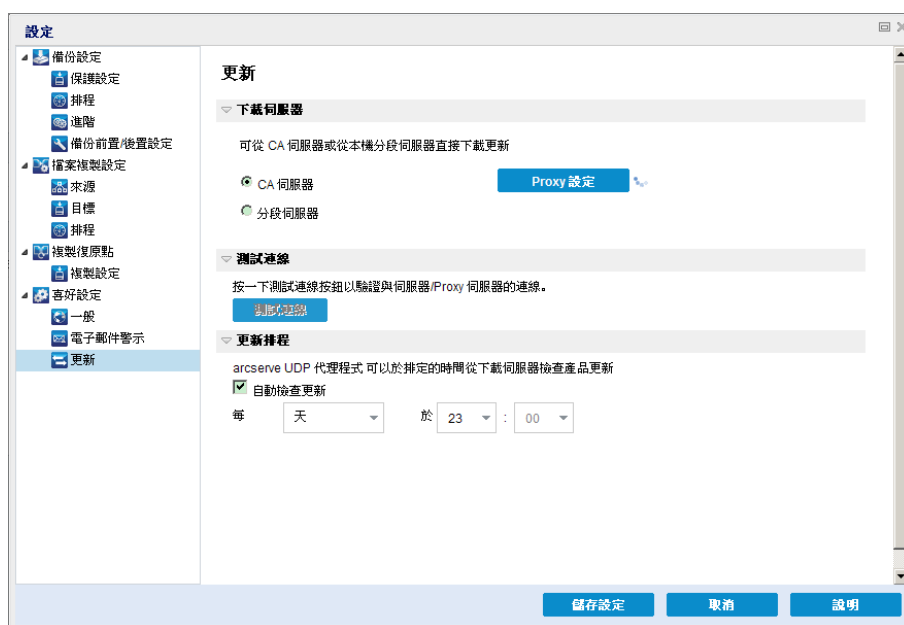 設定
備份設定
保護設定
排程
進階
備份前置/後置設定
檔案複製設定
來源
目標
排程
複製復原點
複製設定
喜好設定
一般
電子郵件警示
更新
更新
下載伺服器
可從 CA 伺服器或從本機分段伺服器直接下載更新
CA 伺服器
Proxy 設定
分段伺服器
測試連線
按一下測試連線按鈕以驗證與伺服器/Proxy 伺服器的連線。
測試連線
更新排程
arcserve UDP 代理程式 可以於排定的時間從下載伺服器檢查產品更新
自動檢查更新
每 天 於 23 : 00
儲存設定 取消 說明